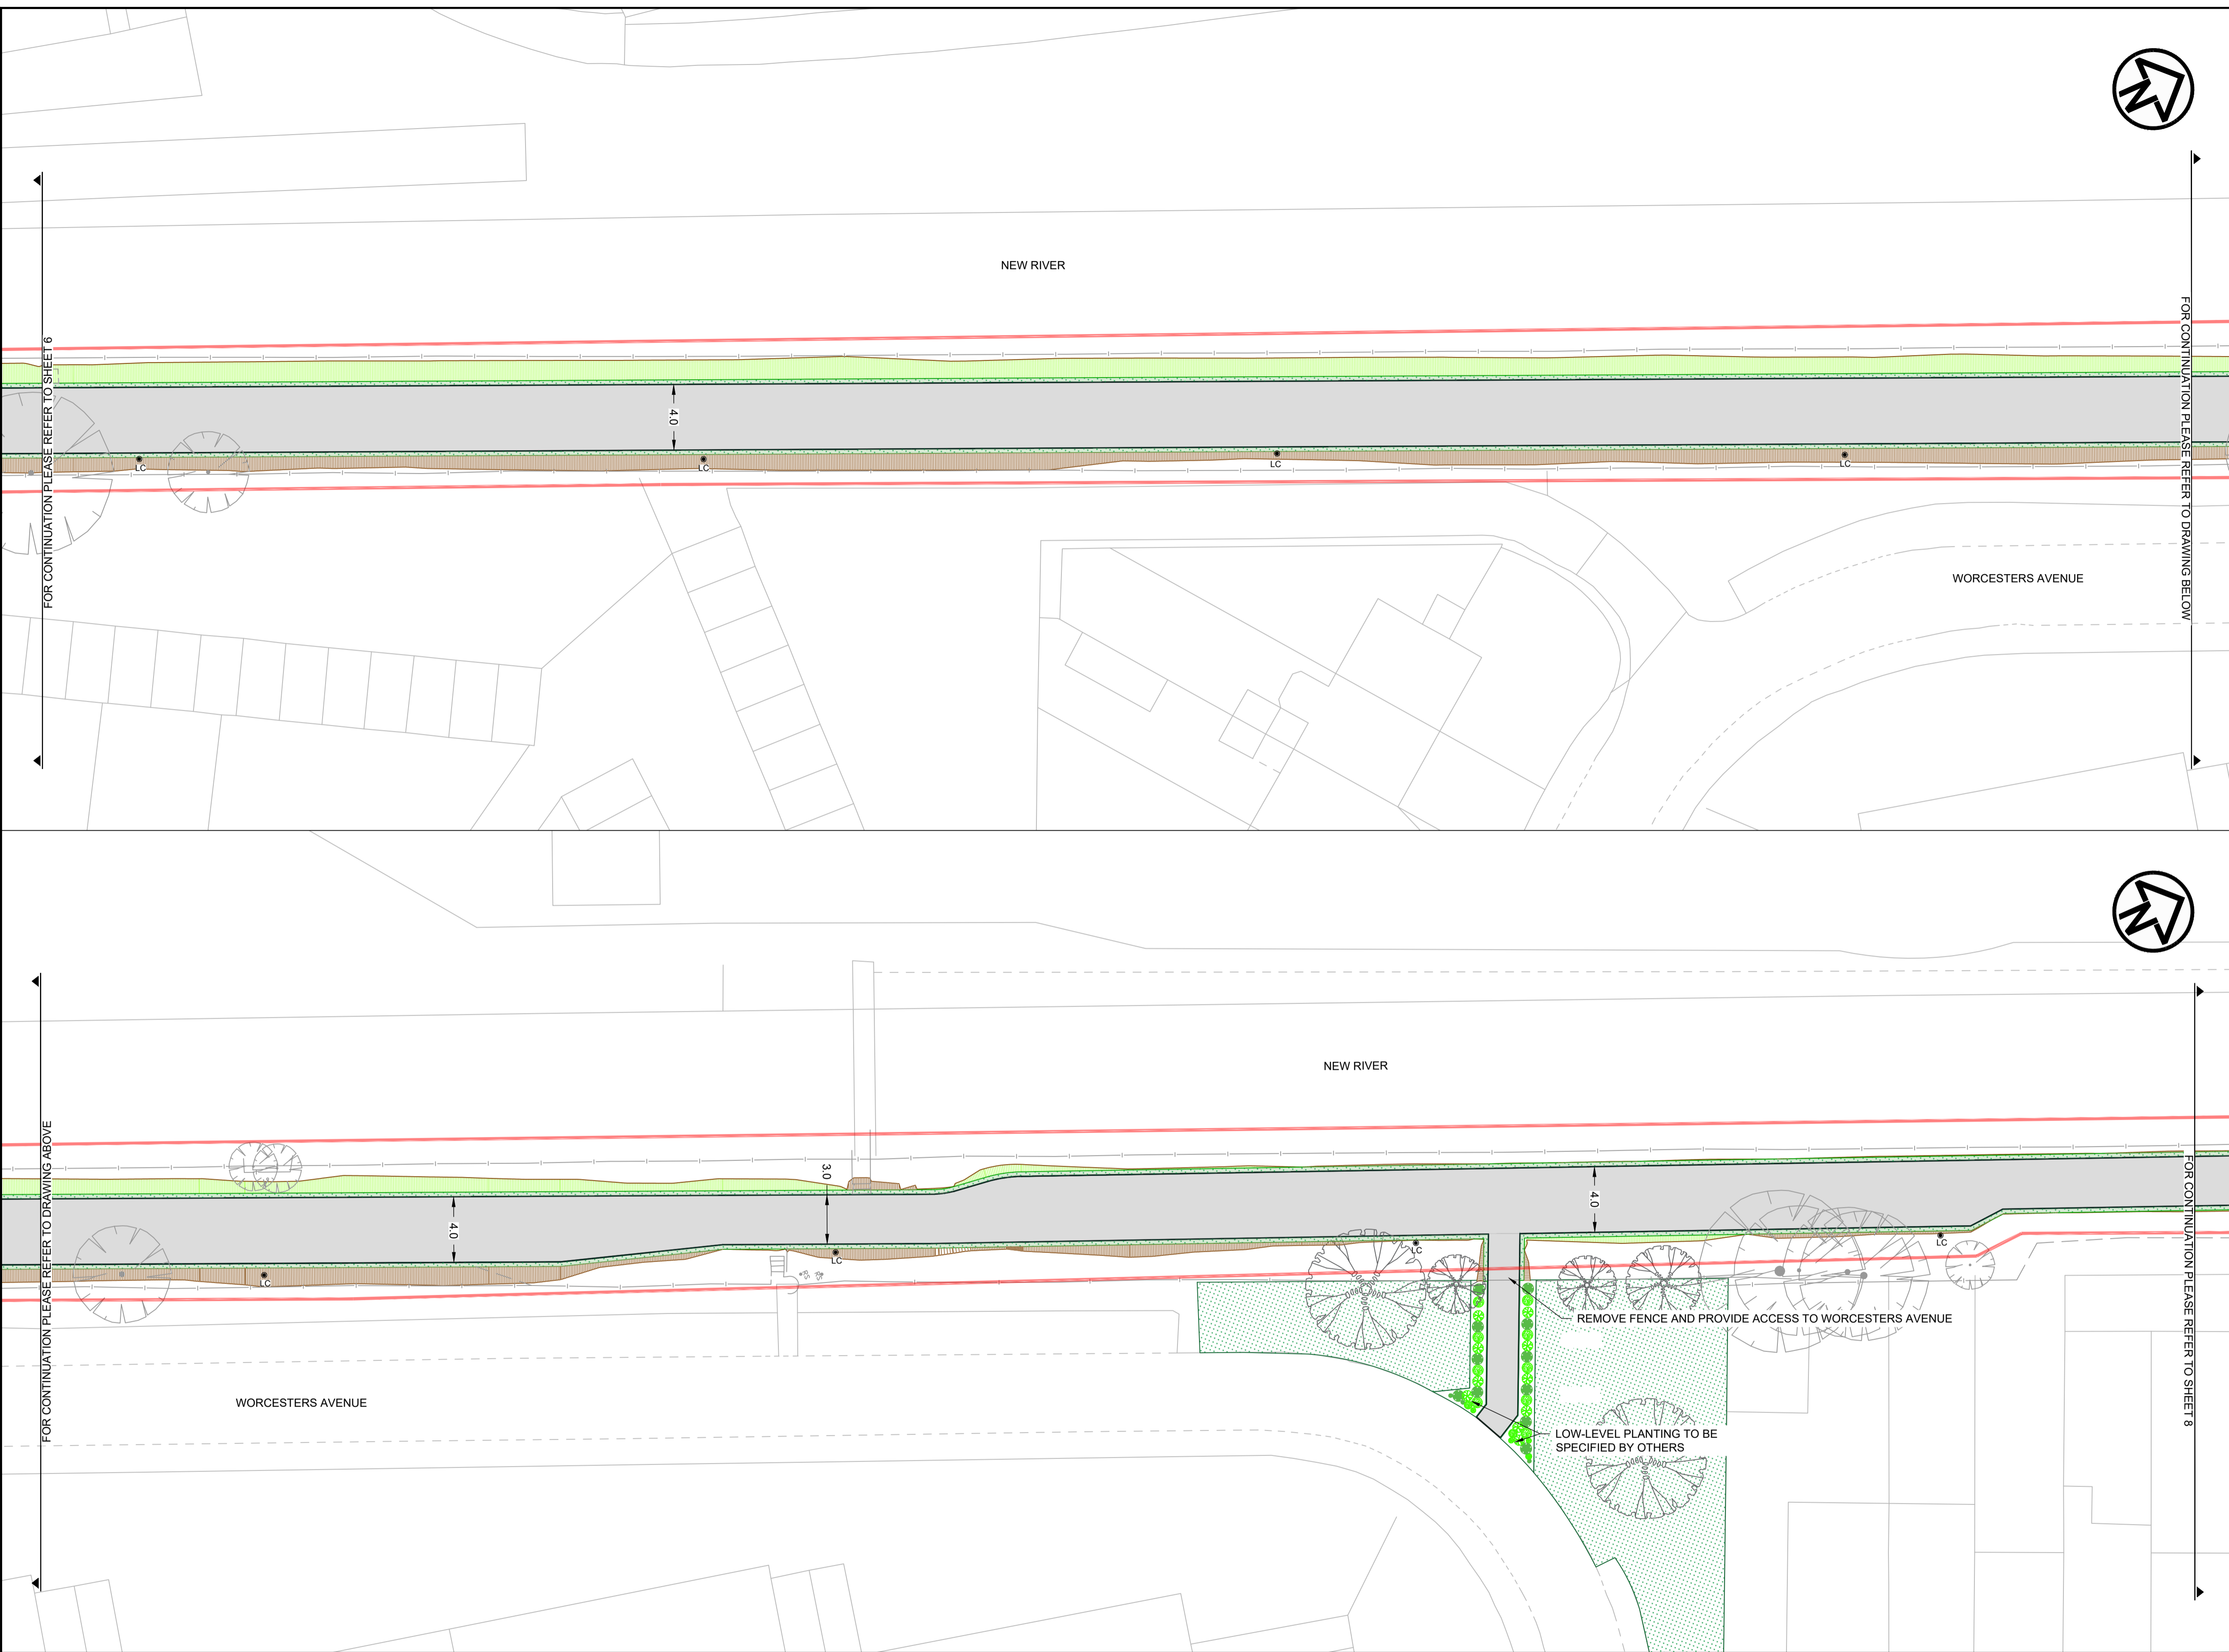 N
NEW RIVER
FOR CONTINUATION PLEASE REFER TO SHEET 6
4.0
LC
LC
LC
LC
WORCESTERS AVENUE
FOR CONTINUATION PLEASE REFER TO DRAWING BELOW
N
NEW RIVER
FOR CONTINUATION PLEASE REFER TO DRAWING ABOVE
4.0
3.0
4.0
LC
LC
LC
LC
RS
RS
REMOVE FENCE AND PROVIDE ACCESS TO WORCESTERS AVENUE
WORCESTERS AVENUE
LOW-LEVEL PLANTING TO BE
SPECIFIED BY OTHERS
FOR CONTINUATION PLEASE REFER TO SHEET 8